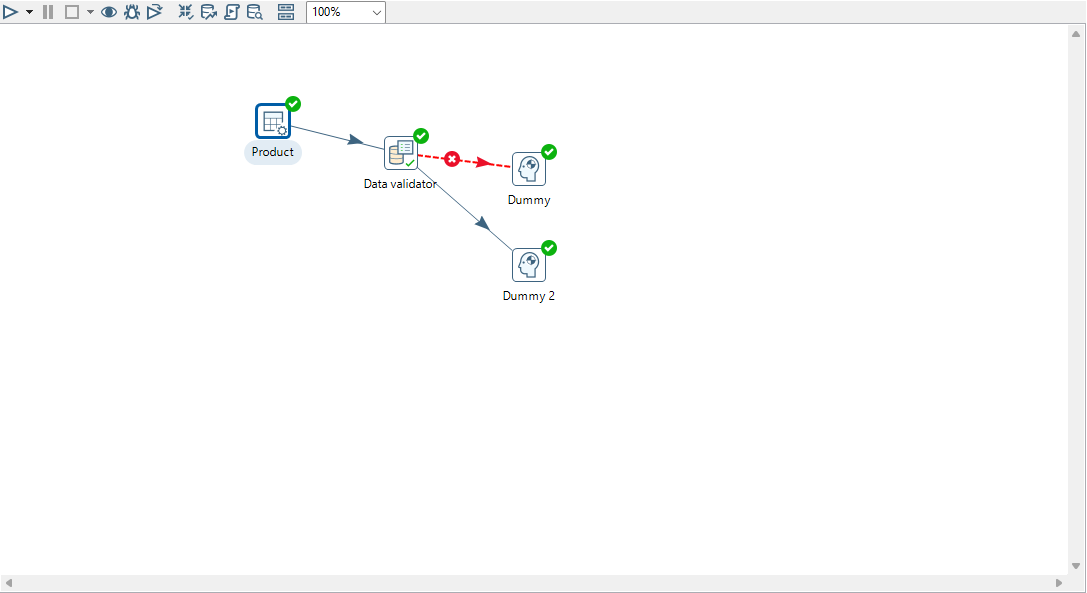 100%
Product
Data validator
Dummy
Dummy 2